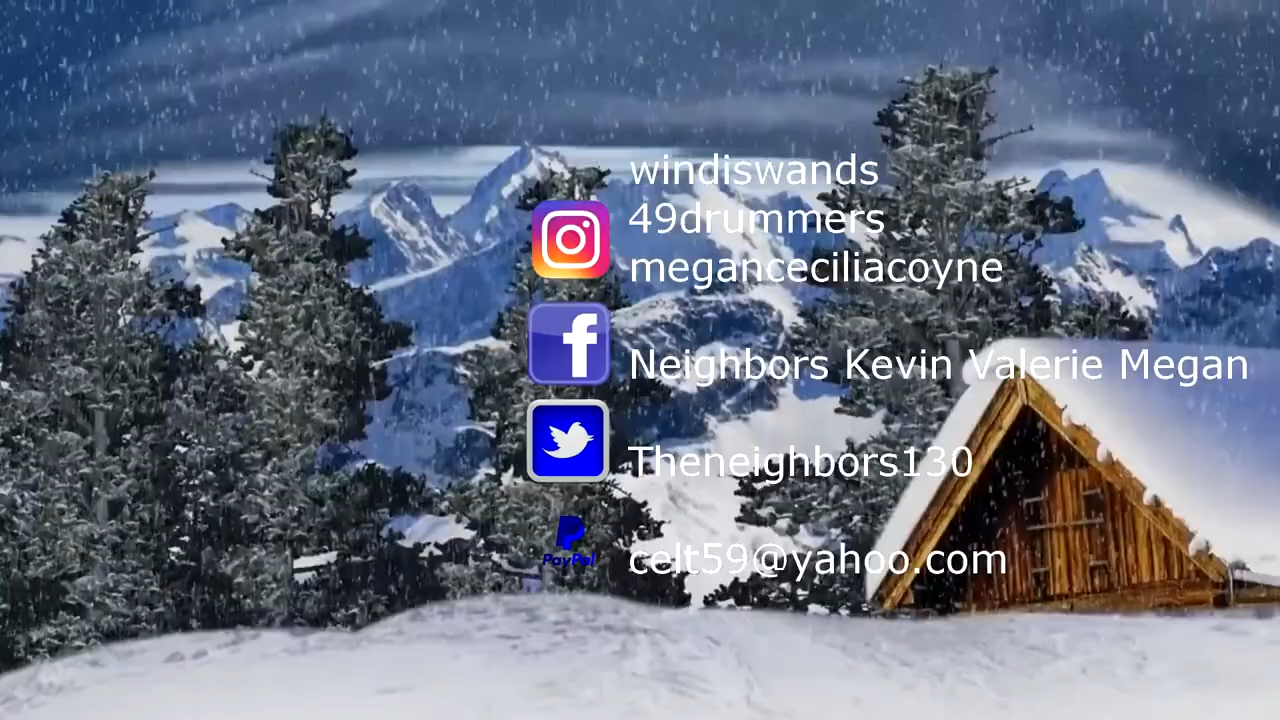 windiswands
49drummers
meganceciliacoyne
Neighbors Kevin Valerie Megan
Theneighbors130
PayPal
celt59@yahoo.com